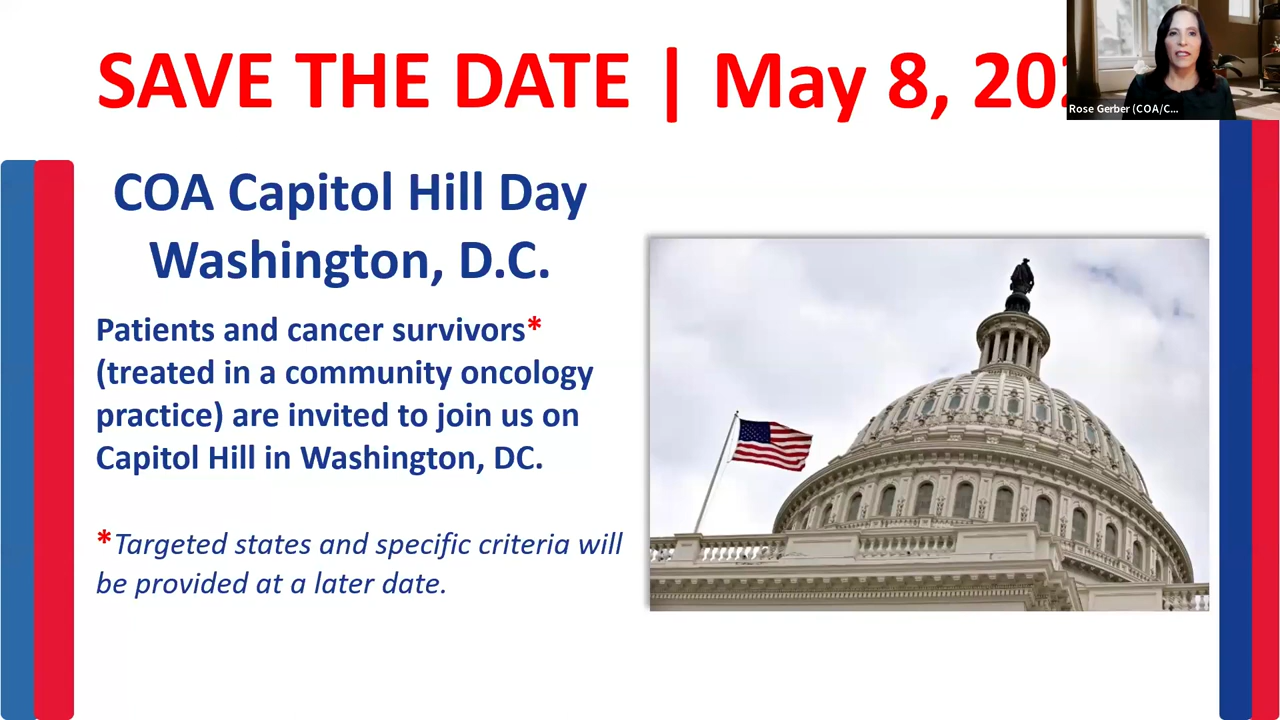 SAVE THE DATE | May 8,
Rose Gerber (COA/C...
COA Capitol Hill Day
Washington, D.C.
Patients and cancer survivors*
(treated in a community oncology
practice) are invited to join us on
Capitol Hill in Washington, DC.
*Targeted states and specific criteria will
be provided at a later date.